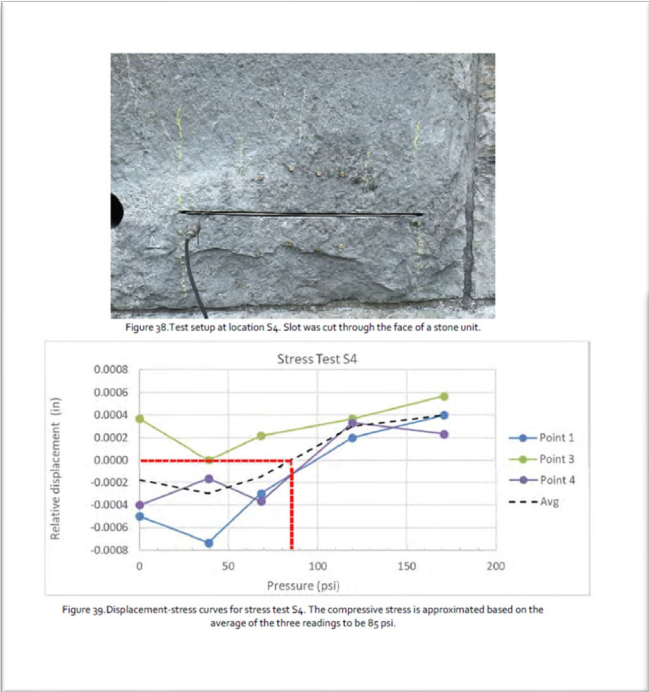 Figure 38.Test setup at location S4. Slot was cut through the face of a stone unit.
Stress Test S4
0.0008
0.0006
0.0004
0.0002
0.0000
-0.0002
-0.0004
-0.0006
-0.0008
Relative displacement (in)
0
50
100
150
200
Pressure (psi)
Point 1
Point 3
Point 4
Avg
Figure 39.Displacement-stress curves for stress test S4. The compressive stress is approximated based on the
average of the three readings to be 85 psi.